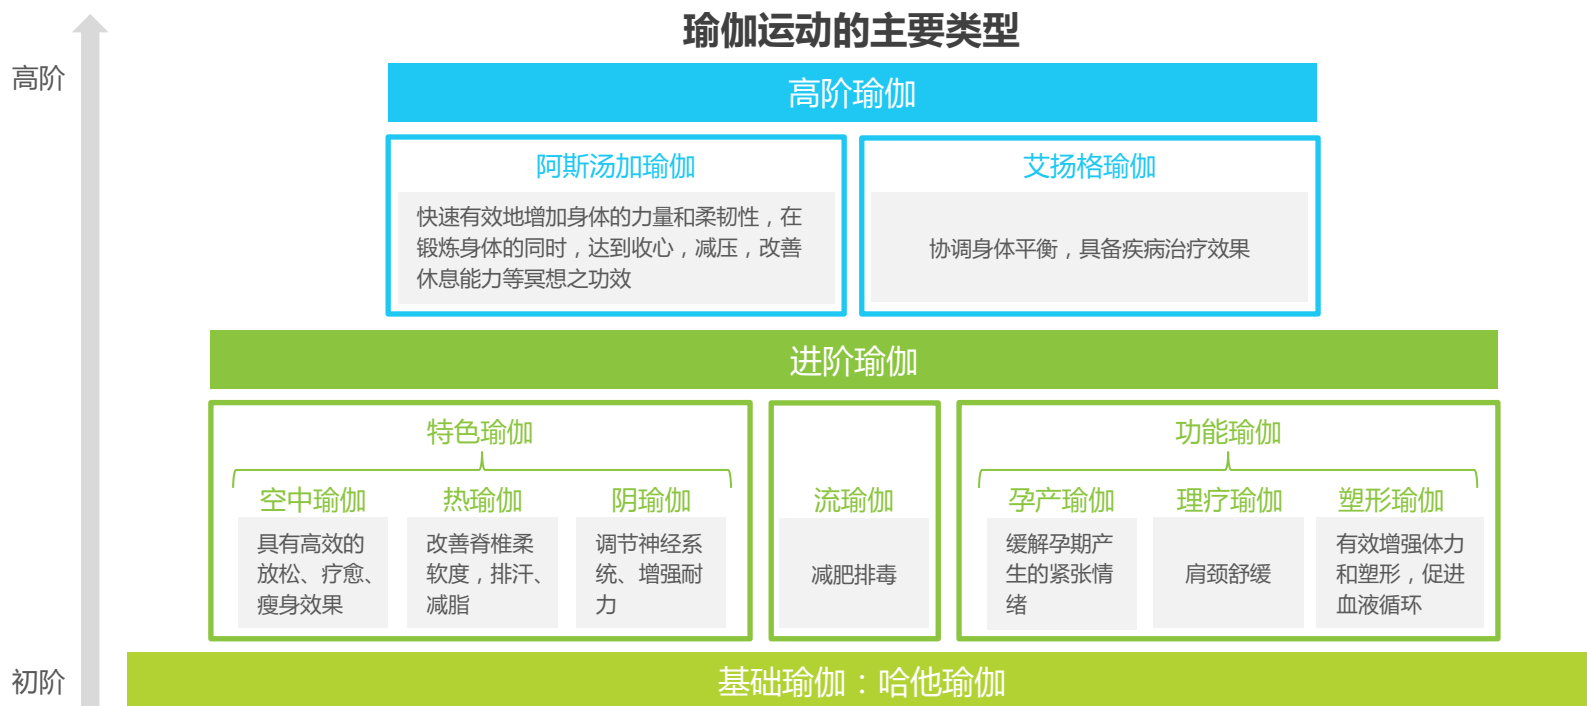 瑜伽运动的主要类型
高阶
高阶瑜伽
阿斯汤加瑜伽
快速有效地增加身体的力量和柔韧性，在
锻炼身体的同时，达到收心，减压，改善
休息能力等冥想之功效
艾扬格瑜伽
协调身体平衡，具备疾病治疗效果
进阶瑜伽
特色瑜伽
空中瑜伽
具有高效的
放松、疗愈、
瘦身效果
热瑜伽
改善脊椎柔
软度，排汗、
减脂
阴瑜伽
调节神经系
统、增强耐
力
流瑜伽
减肥排毒
功能瑜伽
孕产瑜伽
缓解孕期产
生的紧张情
绪
理疗瑜伽
肩颈舒缓
塑形瑜伽
有效增强体力
和塑形，促进
血液循环
初阶
基础瑜伽：哈他瑜伽